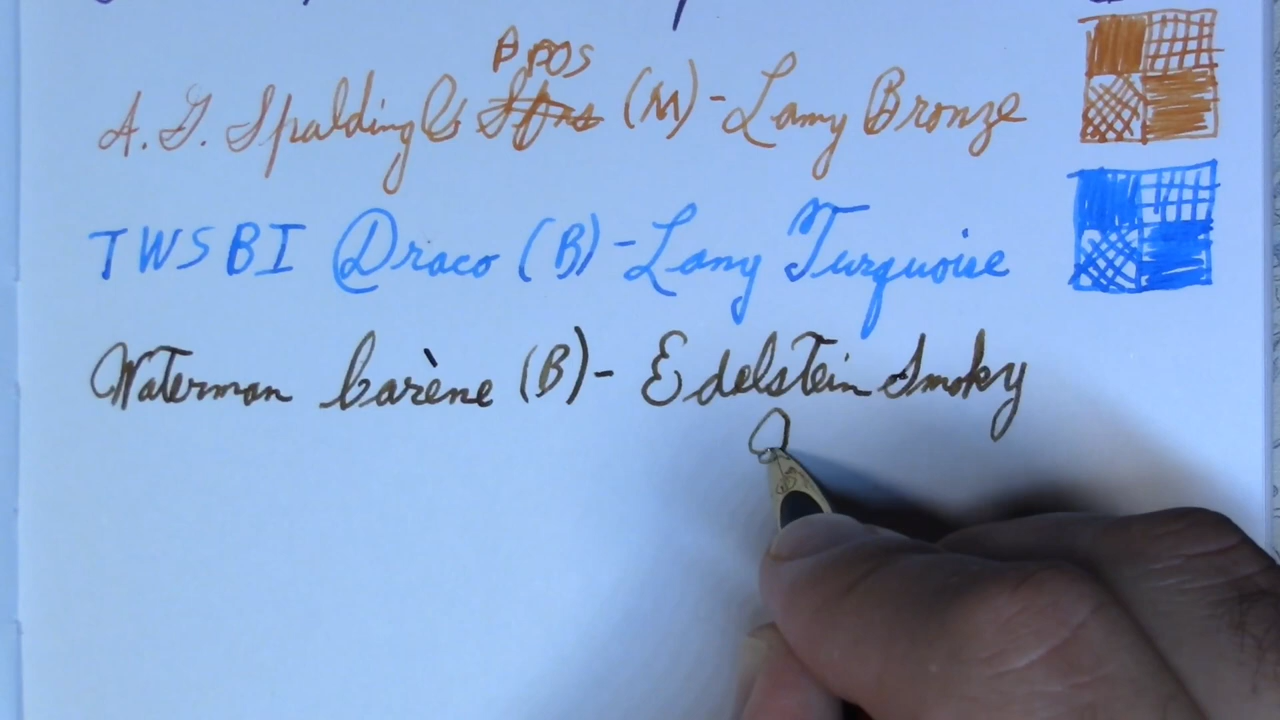 BROS
A. G. Spalding & (M) - Lamy Bronze
TWSBI Draco (B) - Lamy Turquoise
Waterman Carène (B) - Edelstein Smoky